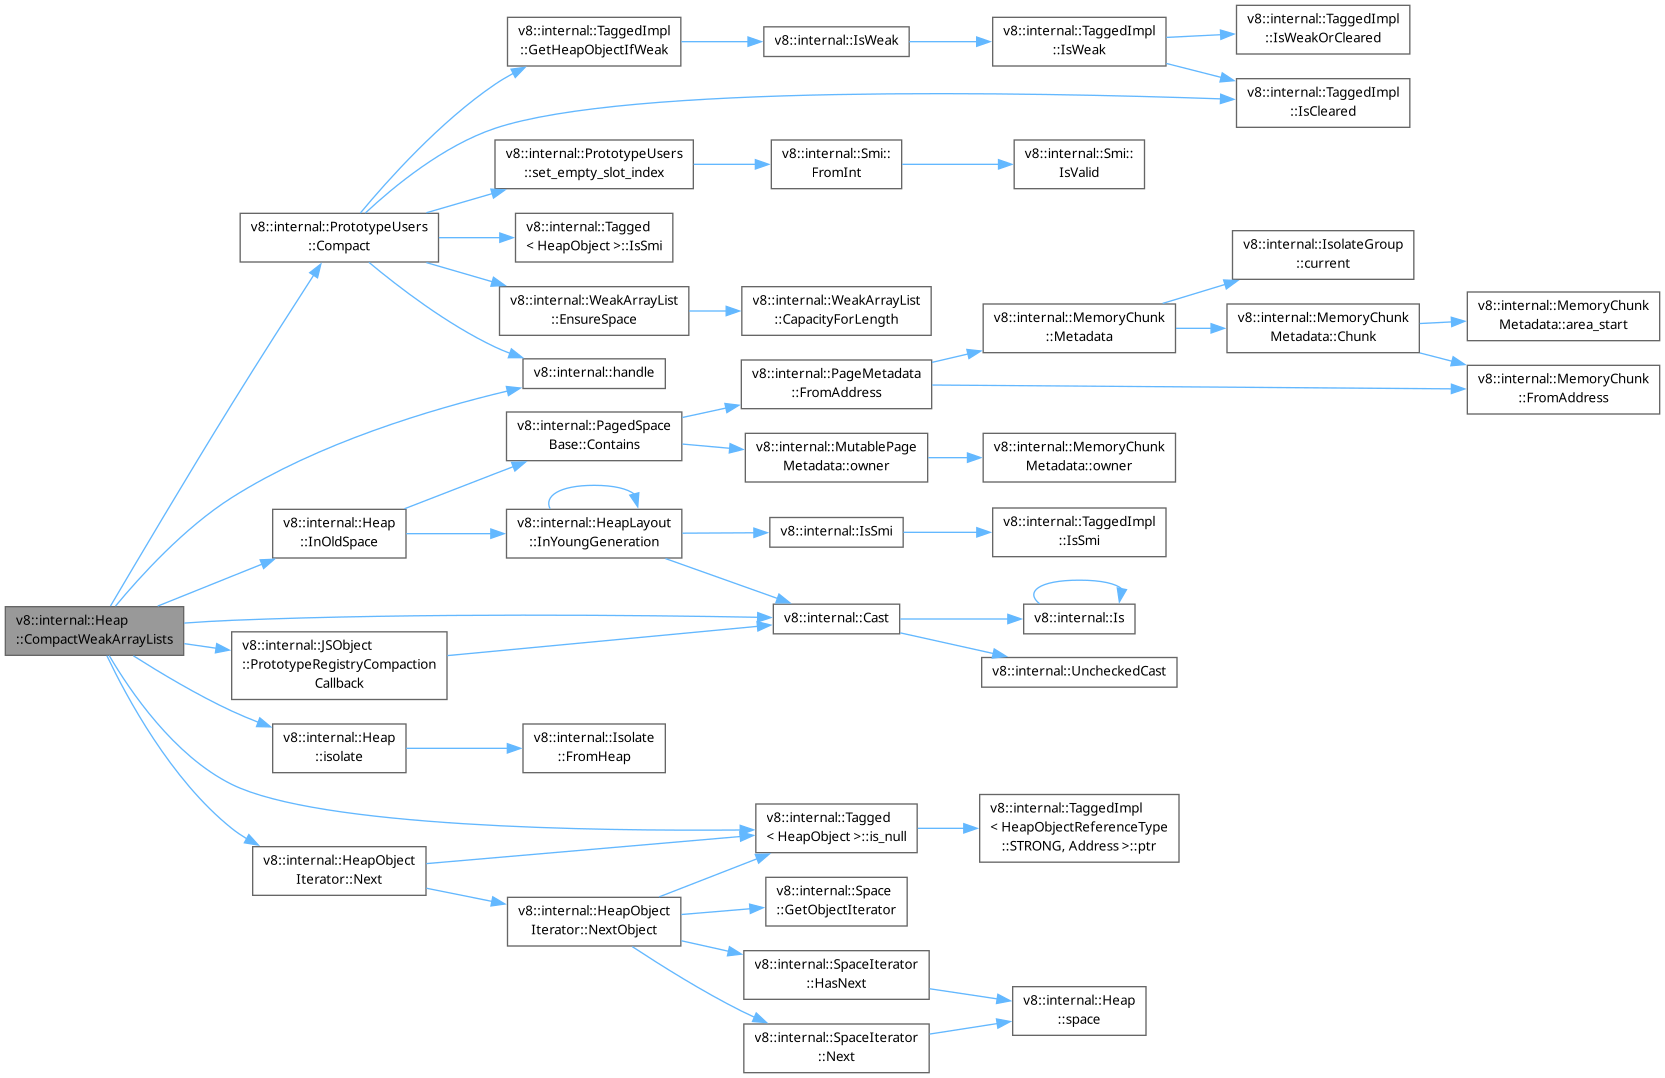 v8::internal::Heap
::CompactWeakArrayLists
v8::internal::PrototypeUsers
::Compact
v8::internal::TaggedImpl
::GetHeapObjectIfWeak
v8::internal::IsWeak
v8::internal::TaggedImpl
::IsWeak
v8::internal::TaggedImpl
::IsWeakOrCleared
v8::internal::TaggedImpl
::IsCleared
v8::internal::PrototypeUsers
::set_empty_slot_index
v8::internal::Smi::
FromInt
v8::internal::Smi::
IsValid
v8::internal::Tagged
< HeapObject >::IsSmi
v8::internal::WeakArrayList
::EnsureSpace
v8::internal::WeakArrayList
::CapacityForLength
v8::internal::handle
v8::internal::Heap
::InOldSpace
v8::internal::PagedSpace
Base::Contains
v8::internal::PageMetadata
::FromAddress
v8::internal::MemoryChunk
::Metadata
v8::internal::IsolateGroup
::current
v8::internal::MemoryChunk
Metadata::Chunk
v8::internal::MemoryChunk
Metadata::area_start
v8::internal::MemoryChunk
::FromAddress
v8::internal::MutablePage
Metadata::owner
v8::internal::MemoryChunk
Metadata::owner
v8::internal::HeapLayout
::InYoungGeneration
v8::internal::IsSmi
v8::internal::TaggedImpl
::IsSmi
v8::internal::Cast
v8::internal::Is
v8::internal::UncheckedCast
v8::internal::JSObject
::PrototypeRegistryCompaction
Callback
v8::internal::Heap
::isolate
v8::internal::Isolate
::FromHeap
v8::internal::Tagged
< HeapObject >::is_null
v8::internal::TaggedImpl
< HeapObjectReferenceType
::STRONG, Address >::ptr
v8::internal::HeapObject
Iterator::Next
v8::internal::HeapObject
Iterator::NextObject
v8::internal::Space
::GetObjectIterator
v8::internal::SpaceIterator
::HasNext
v8::internal::SpaceIterator
::Next
v8::internal::Heap
::space